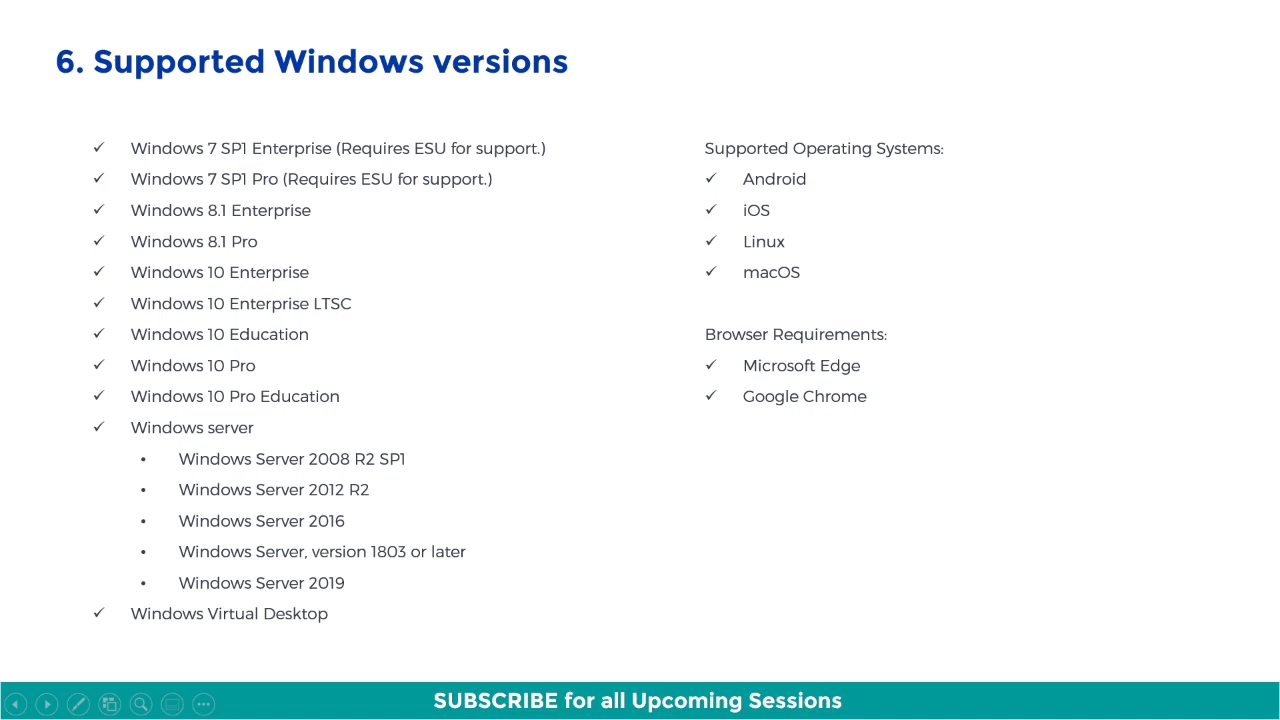 6. Supported Windows versions
Windows 7 SP1 Enterprise (Requires ESU for support.)
Windows 7 SP1 Pro (Requires ESU for support.)
Windows 8.1 Enterprise
Windows 8.1 Pro
Windows 10 Enterprise
Windows 10 Enterprise LTSC
Windows 10 Education
Windows 10 Pro
Windows 10 Pro Education
Windows server
Windows Server 2008 R2 SP1
Windows Server 2012 R2
Windows Server 2016
Windows Server, version 1803 or later
Windows Server 2019
Windows Virtual Desktop
Supported Operating Systems:
Android
iOS
Linux
macOS
Browser Requirements:
Microsoft Edge
Google Chrome
SUBSCRIBE for all Upcoming Sessions